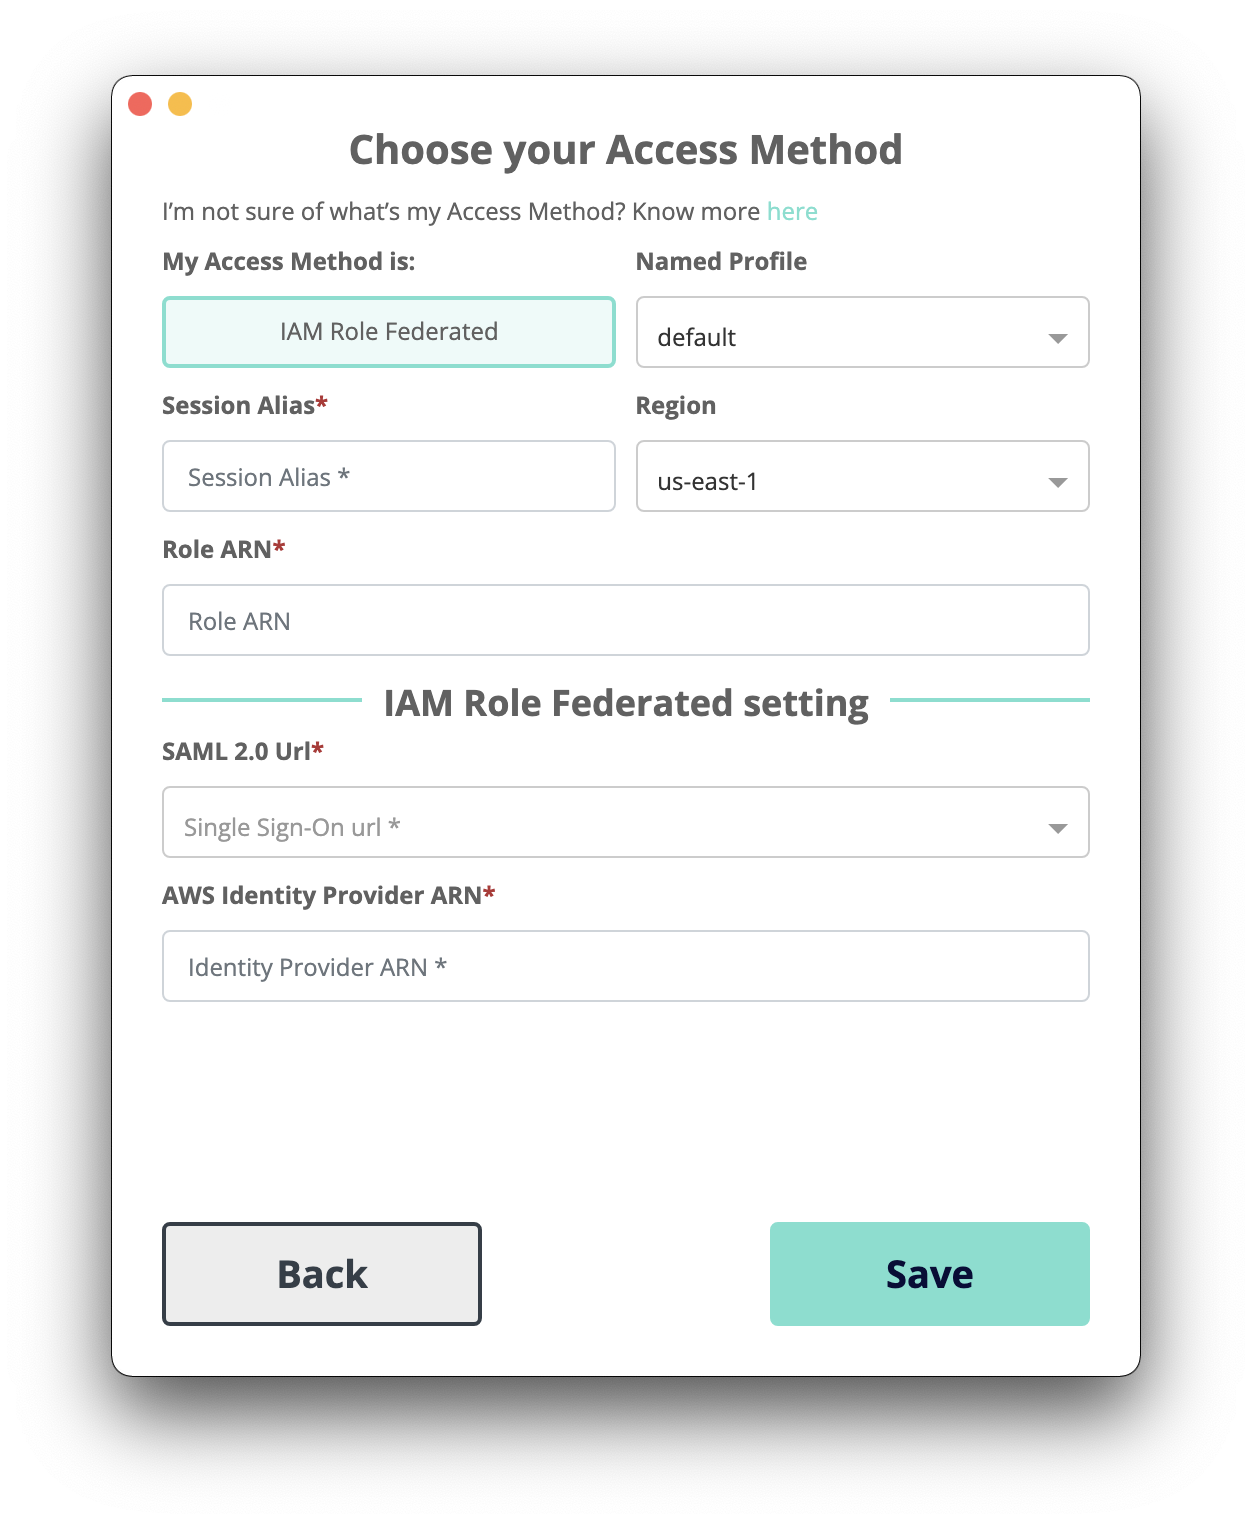 Choose your Access Method
I’m not sure of what’s my Access Method? Know more here
My Access Method is:
Named Profile
IAM Role Federated
default
Session Alias*
Region
Session Alias *
us-east-1
Role ARN*
Role ARN
IAM Role Federated setting
SAML 2.0 Url*
Single Sign-On url *
AWS Identity Provider ARN*
Identity Provider ARN *
Back
Save